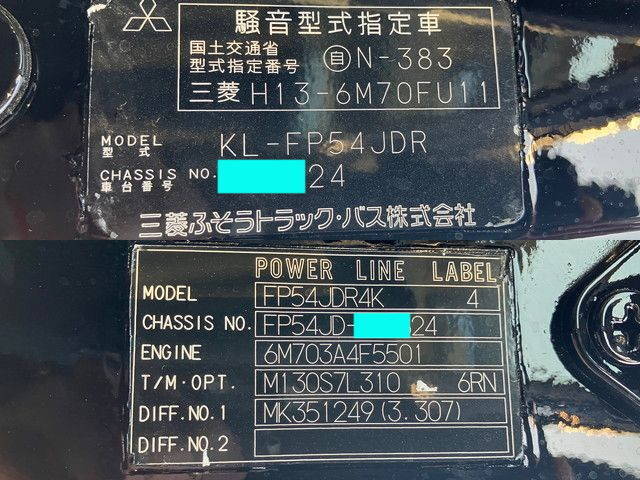 騒音型式指定車
国土交通省
型式指定番号 自N-383
三菱 H13-6M70FU11
MODEL
型式 KL-FP54JDR
CHASSIS NO.
車台番号 24
三菱ふそうトラック・バス株式会社
POWER LINE LABEL
MODEL FP54JDR4K 4
CHASSIS NO. FP54JD-24
ENGINE 6M703A4F5501
T/M・OPT. M130S7L310 6RN
DIFF.NO.1 MK351249(3.307)
DIFF.NO.2